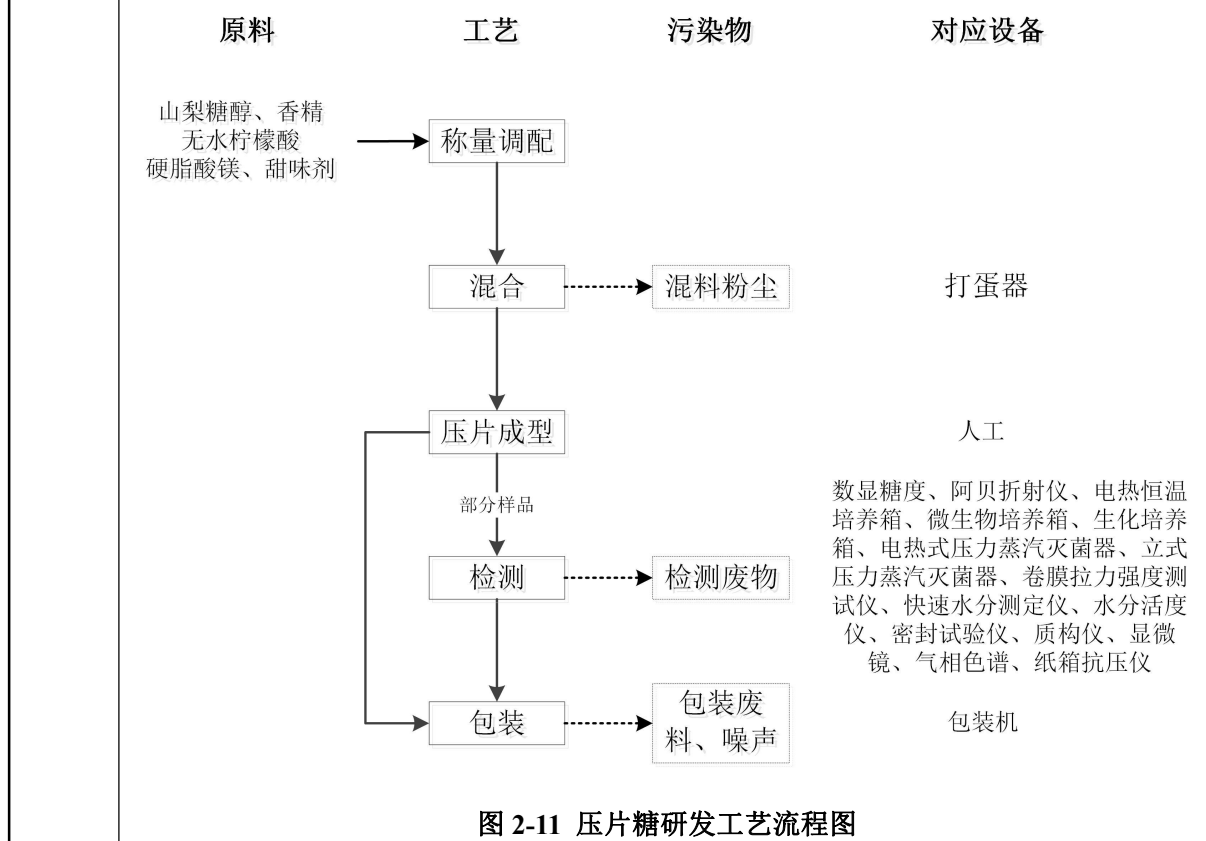 原料 工艺 污染物 对应设备
山梨糖醇、香精
无水柠檬酸
硬脂酸镁、甜味剂
称量调配
混合 混料粉尘 打蛋器
压片成型 人工
部分样品
数显糖度、阿贝折射仪、电热恒温
培养箱、微生物培养箱、生化培养
箱、电热式压力蒸汽灭菌器、立式
压力蒸汽灭菌器、卷膜拉力强度测
试仪、快速水分测定仪、水分活度
仪、密封试验仪、质构仪、显微
镜、气相色谱、纸箱抗压仪
检测 检测废物
包装 包装废
料、噪声
包装机
图 2-11 压片糖研发工艺流程图